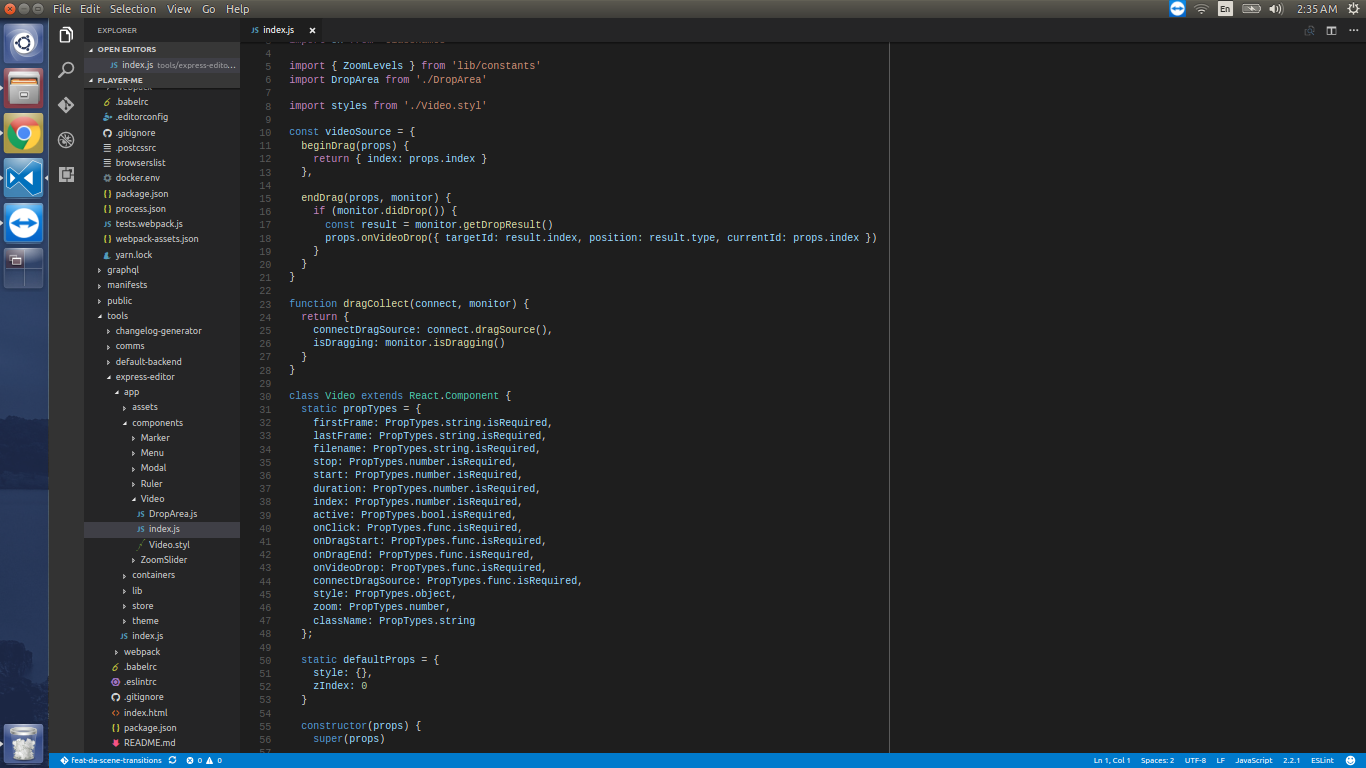 File Edit Selection View Go Help
En
2:35 AM
EXPLORER
OPEN EDITORS
JS index.js tools/express-edito...
PLAYER-ME
webpack
.babelrc
.editorconfig
.gitignore
.postcssrc
browserslist
docker.env
package.json
process.json
JS tests.webpack.js
webpack-assets.json
yarn.lock
graphql
manifests
public
tools
changelog-generator
comms
default-backend
express-editor
app
assets
components
Marker
Menu
Modal
Ruler
Video
JS DropArea.js
JS index.js
Video.styl
ZoomSlider
containers
lib
store
theme
JS index.js
webpack
.babelrc
.eslintrc
.gitignore
index.html
package.json
README.md
JS index.js
4
5 import { ZoomLevels } from 'lib/constants'
6 import DropArea from './DropArea'
7
8 import styles from './Video.styl'
9
10 const videoSource = {
11 beginDrag(props) {
12 return { index: props.index }
13 },
14
15 endDrag(props, monitor) {
16 if (monitor.didDrop()) {
17 const result = monitor.getDropResult()
18 props.onVideoDrop({ targetId: result.index, position: result.type, currentId: props.index })
19 }
20 }
21 }
22
23 function dragCollect(connect, monitor) {
24 return {
25 connectDragSource: connect.dragSource(),
26 isDragging: monitor.isDragging()
27 }
28 }
29
30 class Video extends React.Component {
31 static propTypes = {
32 firstFrame: PropTypes.string.isRequired,
33 lastFrame: PropTypes.string.isRequired,
34 filename: PropTypes.string.isRequired,
35 stop: PropTypes.number.isRequired,
36 start: PropTypes.number.isRequired,
37 duration: PropTypes.number.isRequired,
38 index: PropTypes.number.isRequired,
39 active: PropTypes.bool.isRequired,
40 onClick: PropTypes.func.isRequired,
41 onDragStart: PropTypes.func.isRequired,
42 onDragEnd: PropTypes.func.isRequired,
43 onVideoDrop: PropTypes.func.isRequired,
44 connectDragSource: PropTypes.func.isRequired,
45 style: PropTypes.object,
46 zoom: PropTypes.number,
47 className: PropTypes.string
48 };
49
50 static defaultProps = {
51 style: {},
52 zIndex: 0
53 }
54
55 constructor(props) {
56 super(props)
57
feat-da-scene-transitions 0 0
Ln 1, Col 1 Spaces: 2 UTF-8 LF JavaScript 2.2.1 ESLint